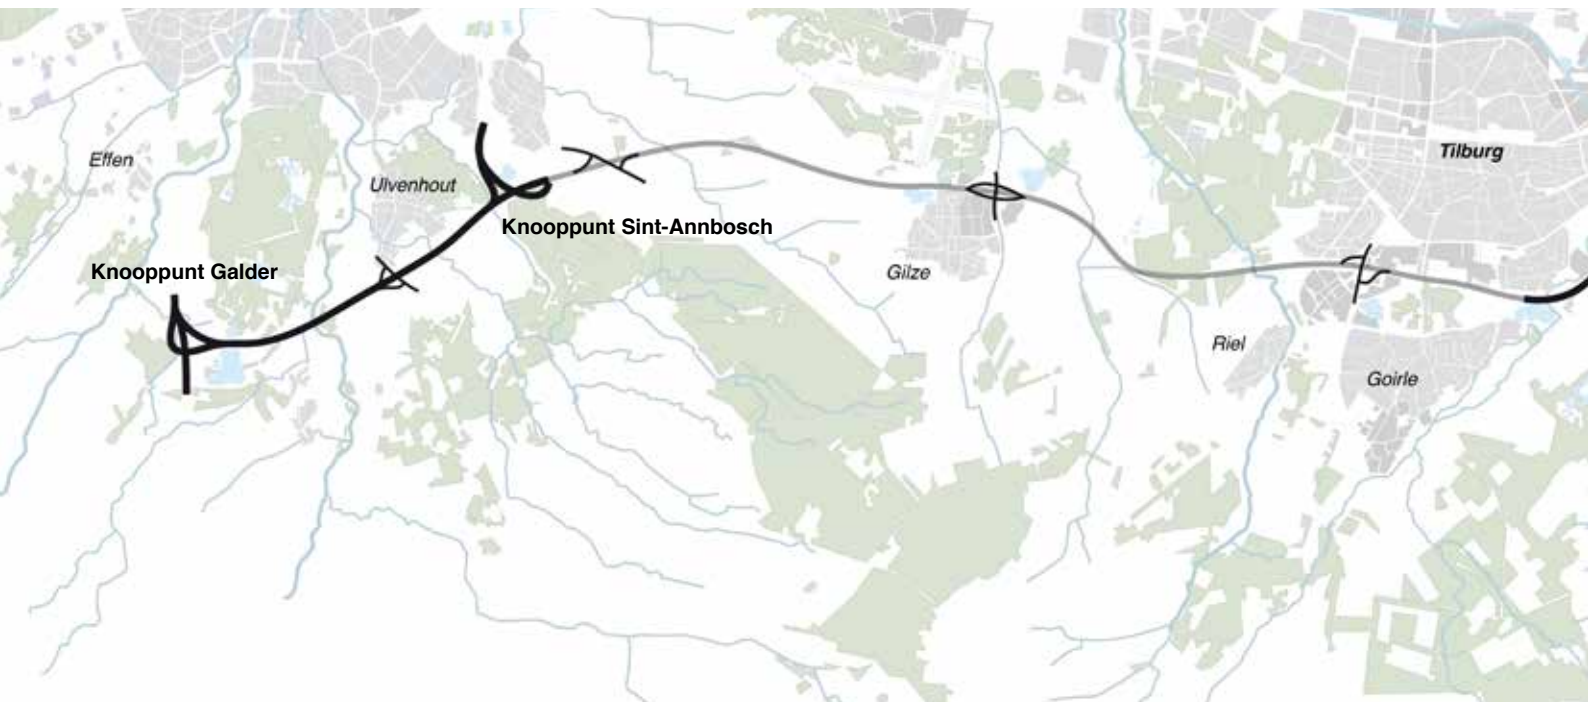 Tilburg
Effen
Ulvenhout
Knooppunt Sint-Annbosch
Knooppunt Galder
Gilze
Riel
Goirle